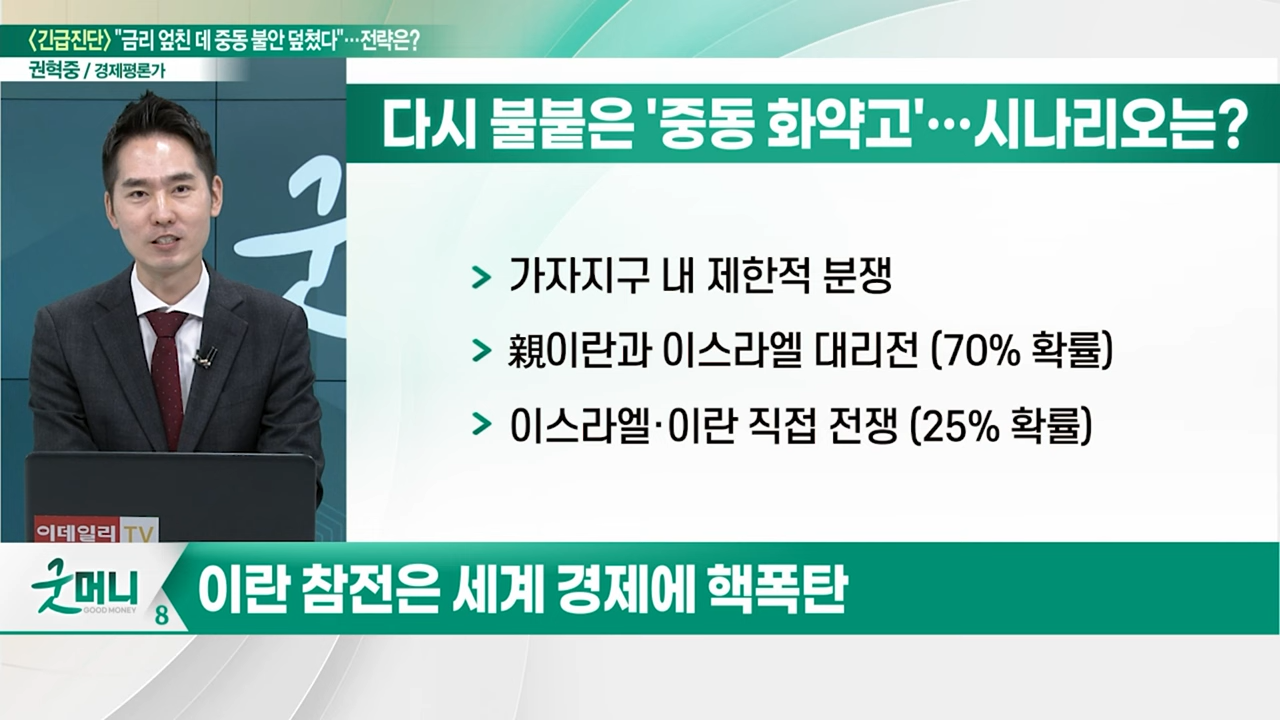 〈긴급진단〉 "금리 엎친 데 중동 불안 덮쳤다"…전략은?
권혁중 / 경제평론가
다시 불붙은 '중동 화약고'…시나리오는?
> 가자지구 내 제한적 분쟁
> 親이란과 이스라엘 대리전 (70% 확률)
> 이스라엘·이란 직접 전쟁 (25% 확률)
굿
이데일리 TV
굿머니
GOOD MONEY
8
이란 참전은 세계 경제에 핵폭탄